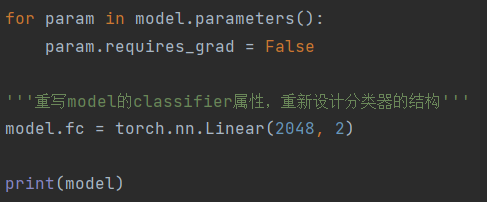 for param in model.parameters():
    param.requires_grad = False
'''重写model的classifier属性，重新设计分类器的结构'''
model.fc = torch.nn.Linear(2048, 2)
print(model)